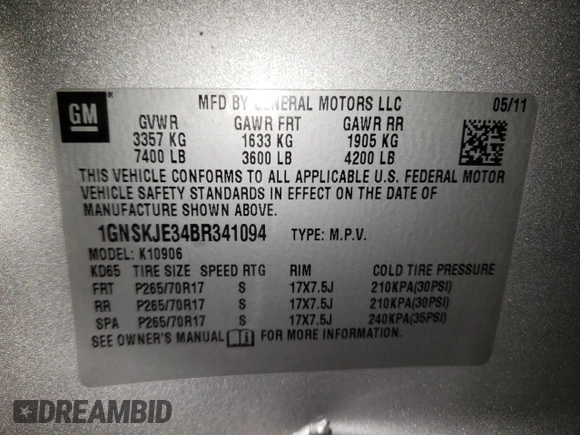 GM ®
MFD BY GENERAL MOTORS LLC 05/11
GVWR GAWR FRT GAWR RR
3357 KG 1633 KG 1905 KG
7400 LB 3600 LB 4200 LB
THIS VEHICLE CONFORMS TO ALL APPLICABLE U.S. FEDERAL MOTOR
VEHICLE SAFETY STANDARDS IN EFFECT ON THE DATE OF
MANUFACTURE SHOWN ABOVE.
1GNSKJE34BR341094 TYPE: M.P.V.
MODEL: K10906
KD65 TIRE SIZE SPEED RTG RIM COLD TIRE PRESSURE
FRT P265/70R17 S 17X7.5J 210KPA(30PSI)
RR P265/70R17 S 17X7.5J 210KPA(30PSI)
SPA P265/70R17 S 17X7.5J 240KPA(35PSI)
SEE OWNER'S MANUAL i FOR MORE INFORMATION.
DREAMBID